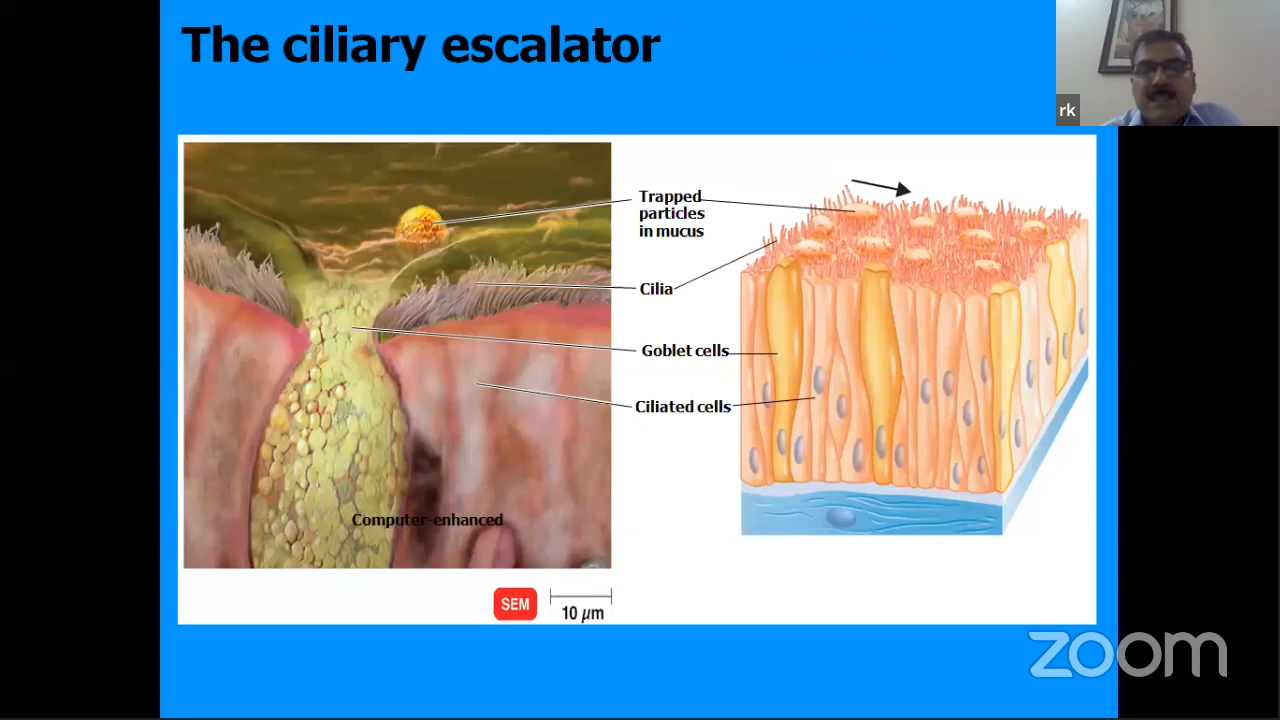 The ciliary escalator
rk
Trapped
particles
in mucus
Cilia
Goblet cells
Ciliated cells
Computer-enhanced
SEM
10 µm
zoom